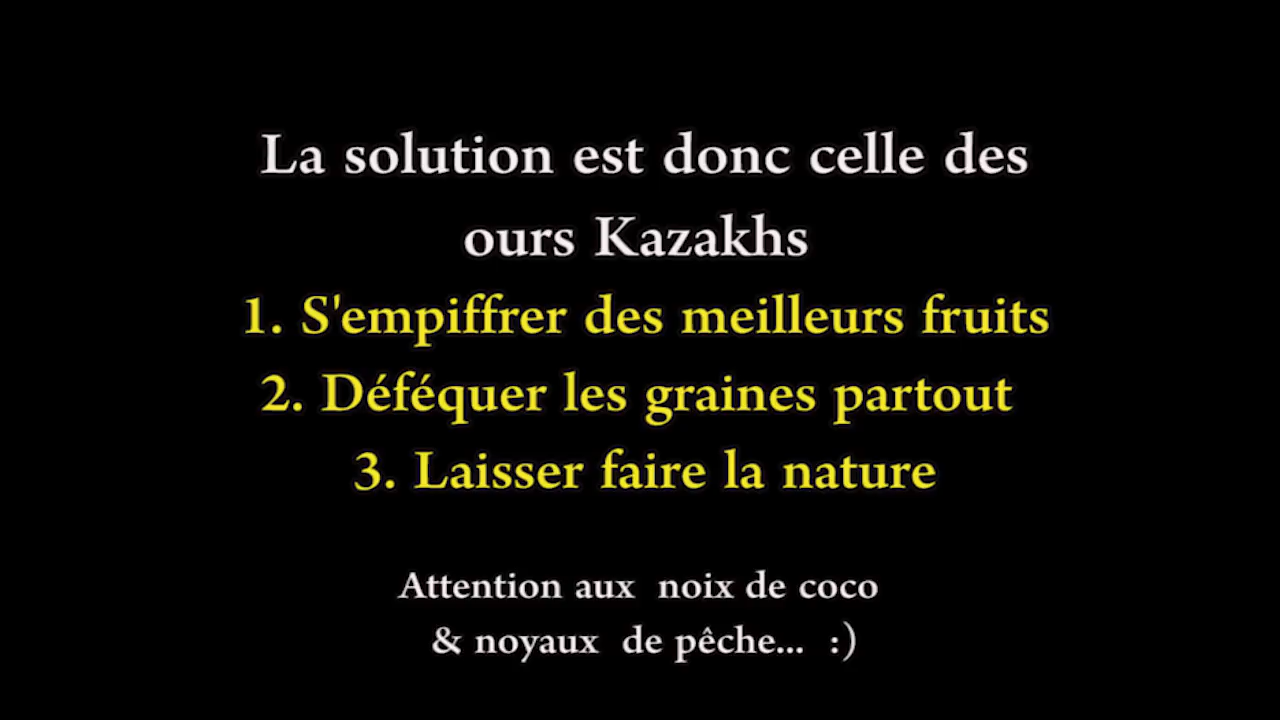 La solution est donc celle des
ours Kazakhs
1. S'empiffrer des meilleurs fruits
2. Déféquer les graines partout
3. Laisser faire la nature
Attention aux noix de coco
& noyaux de pêche... :)